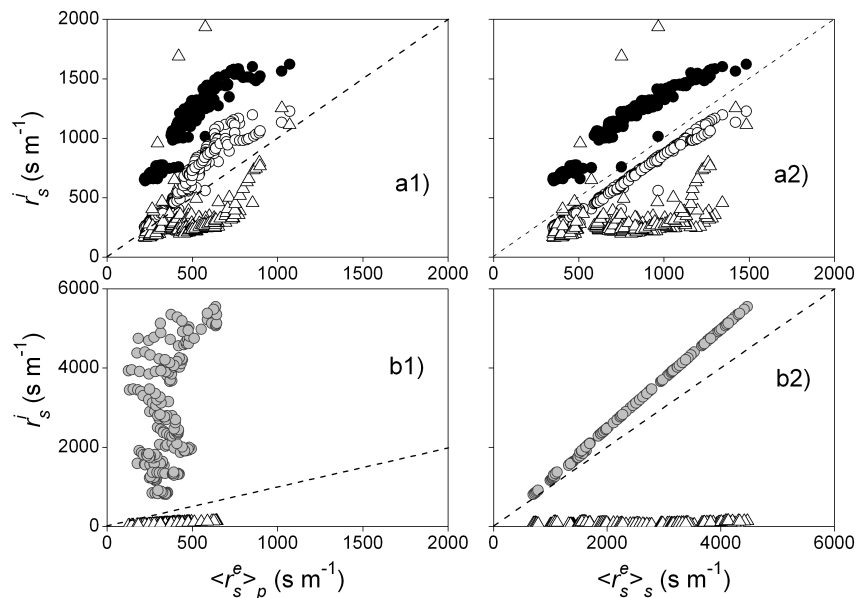 2000
1500
1000
500
0
r_s^j (s m^-1)
a1)
a2)
0 500 1000 1500 2000
0 500 1000 1500 2000
6000
4000
2000
0
r_s^j (s m^-1)
b1)
b2)
0 500 1000 1500 2000
2000 4000 6000
<r_s^e>_p (s m^-1)
<r_s^e>_s (s m^-1)